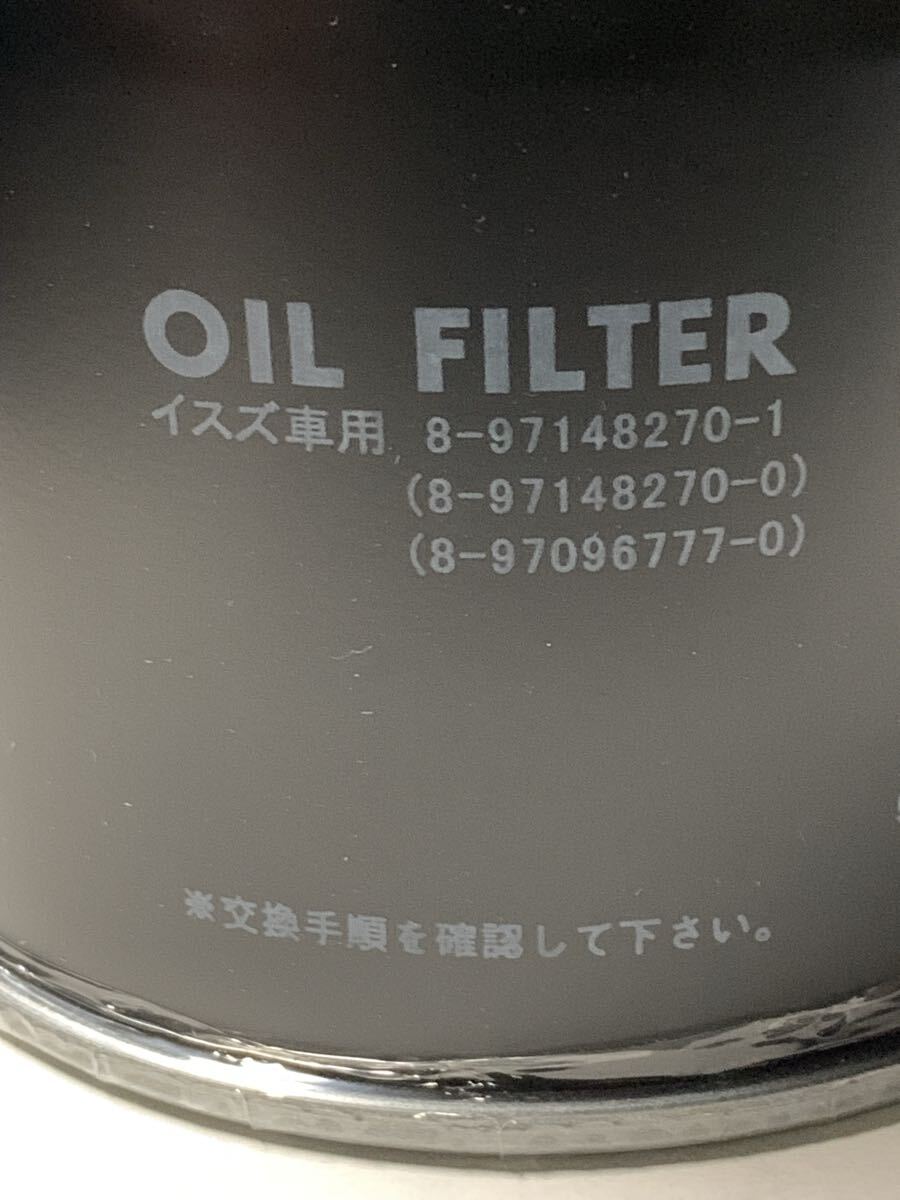 OIL FILTER
イスズ車用 8-97148270-1
(8-97148270-0)
(8-97096777-0)
※交換手順を確認して下さい。